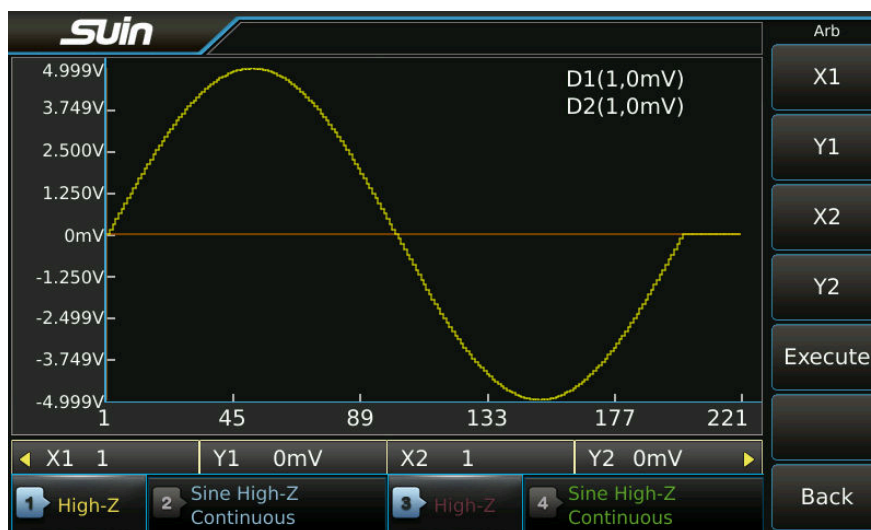 Suin
Arb
4.999V
D1(1,0mV)
D2(1,0mV)
3.749V
2.500V
1.250V
0mV
-1.250V
-2.499V
-3.749V
-4.999V
1 45 89 133 177 221
X1 1 Y1 0mV X2 1 Y2 0mV
1 High-Z
2 Sine High-Z
Continuous
3 High-Z
4 Sine High-Z
Continuous
X1
Y1
X2
Y2
Execute
Back